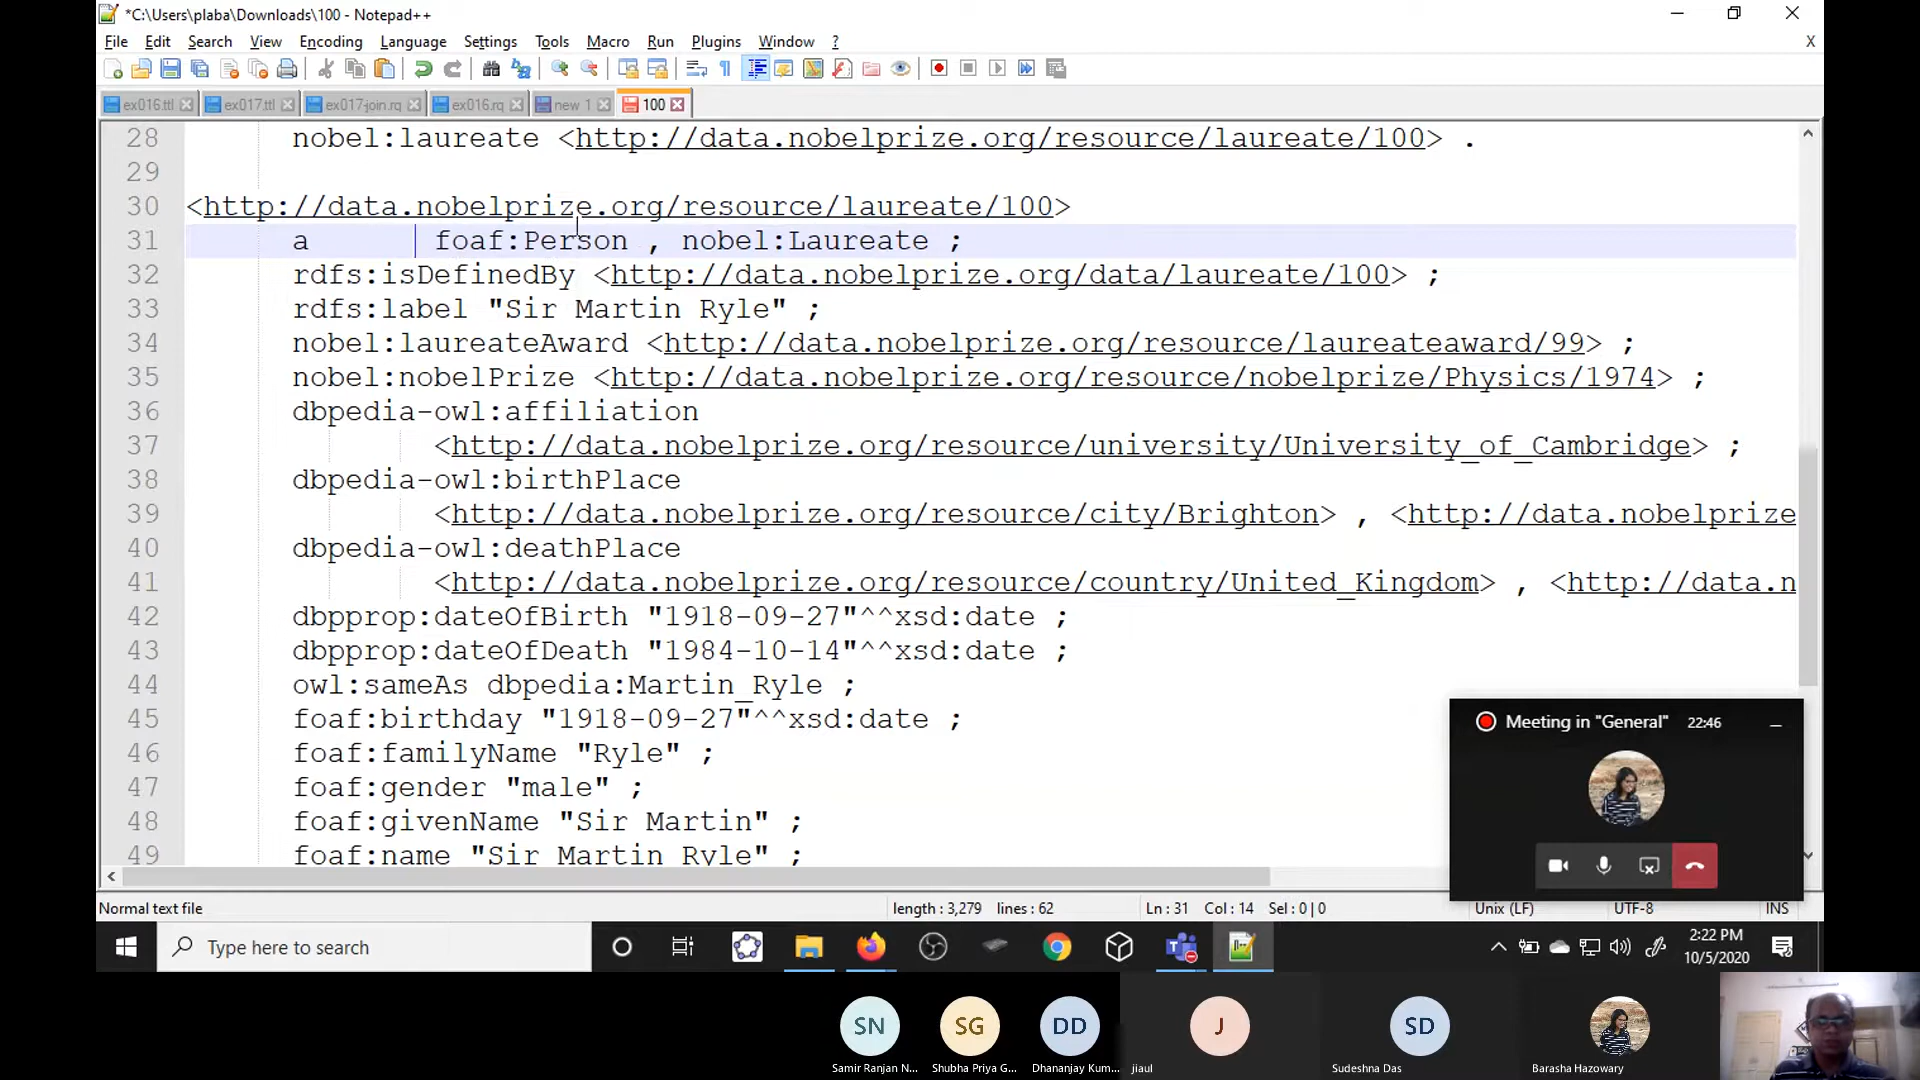 *C:\Users\plaba\Downloads\100 - Notepad++
File Edit Search View Encoding Language Settings Tools Macro Run Plugins Window ? X
ex016.ttl ex017.ttl ex017-join.rq ex016.rq new 1 100
28 nobel:laureate <http://data.nobelprize.org/resource/laureate/100> .
29
30 <http://data.nobelprize.org/resource/laureate/100>
31 a foaf:Person , nobel:Laureate ;
32 rdfs:isDefinedBy <http://data.nobelprize.org/data/laureate/100> ;
33 rdfs:label "Sir Martin Ryle" ;
34 nobel:laureateAward <http://data.nobelprize.org/resource/laureateaward/99> ;
35 nobel:nobelPrize <http://data.nobelprize.org/resource/nobelprize/Physics/1974> ;
36 dbpedia-owl:affiliation
37 <http://data.nobelprize.org/resource/university/University_of_Cambridge> ;
38 dbpedia-owl:birthPlace
39 <http://data.nobelprize.org/resource/city/Brighton> , <http://data.nobelprize
40 dbpedia-owl:deathPlace
41 <http://data.nobelprize.org/resource/country/United_Kingdom> , <http://data.n
42 dbpprop:dateOfBirth "1918-09-27"^^xsd:date ;
43 dbpprop:dateOfDeath "1984-10-14"^^xsd:date ;
44 owl:sameAs dbpedia:Martin_Ryle ;
45 foaf:birthday "1918-09-27"^^xsd:date ;
46 foaf:familyName "Ryle" ;
47 foaf:gender "male" ;
48 foaf:givenName "Sir Martin" ;
49 foaf:name "Sir Martin Ryle" ;
Meeting in "General" 22:46
Normal text file length : 3,279 lines : 62 Ln : 31 Col : 14 Sel : 0 | 0 Unix (LF) UTF-8 INS
Type here to search
2:22 PM
10/5/2020
SN SG DD J SD
Samir Ranjan N... Shubha Priya G... Dhananjay Kum... jiaul Sudeshna Das Barasha Hazowary